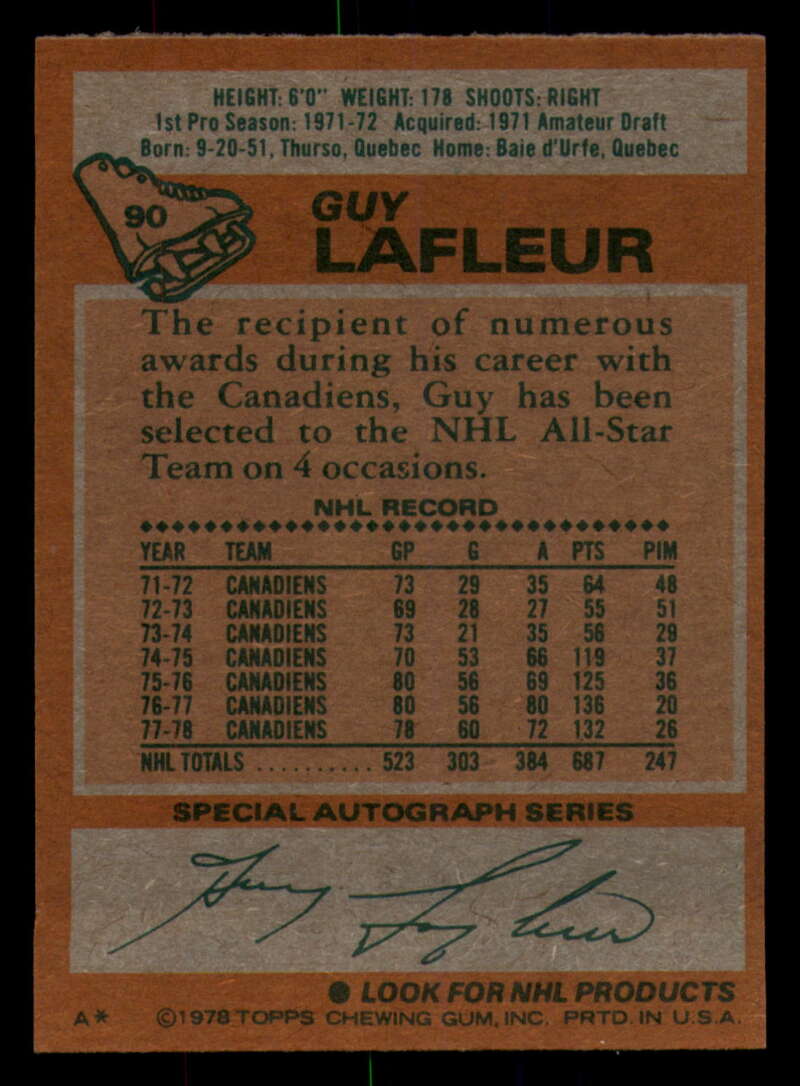 HEIGHT: 6'0" WEIGHT: 178 SHOOTS: RIGHT
1st Pro Season: 1971-72 Acquired: 1971 Amateur Draft
Born: 9-20-51, Thurso, Quebec Home: Baie d'Urfe, Quebec
90
GUY
LAFLEUR
The recipient of numerous
awards during his career with
the Canadiens, Guy has been
selected to the NHL All-Star
Team on 4 occasions.
NHL RECORD
YEAR TEAM GP G A PTS PIM
71-72 CANADIENS 73 29 35 64 48
72-73 CANADIENS 69 28 27 55 51
73-74 CANADIENS 73 21 35 56 29
74-75 CANADIENS 70 53 66 119 37
75-76 CANADIENS 80 56 69 125 36
76-77 CANADIENS 80 56 80 136 20
77-78 CANADIENS 78 60 72 132 26
NHL TOTALS .......... 523 303 384 687 247
SPECIAL AUTOGRAPH SERIES
Guy Lafleur
● LOOK FOR NHL PRODUCTS
A* ©1978 TOPPS CHEWING GUM, INC. PRTD. IN U.S.A.